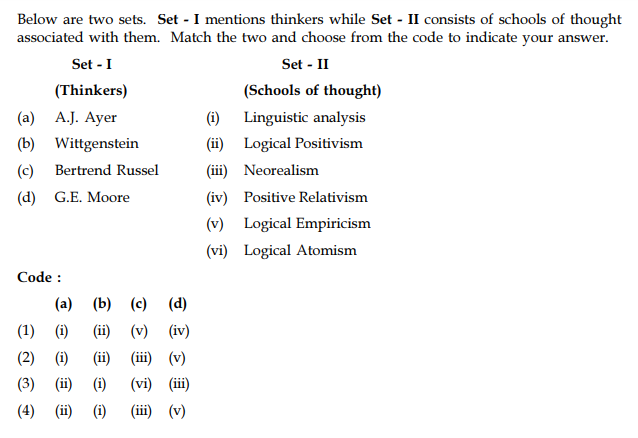 Below are two sets. Set - I mentions thinkers while Set - II consists of schools of thought
associated with them. Match the two and choose from the code to indicate your answer.
Set - I Set - II
(Thinkers) (Schools of thought)
(a) A.J. Ayer (i) Linguistic analysis
(b) Wittgenstein (ii) Logical Positivism
(c) Bertrend Russel (iii) Neorealism
(d) G.E. Moore (iv) Positive Relativism
(v) Logical Empiricism
(vi) Logical Atomism
Code :
(a) (b) (c) (d)
(1) (i) (ii) (v) (iv)
(2) (i) (ii) (iii) (v)
(3) (ii) (i) (vi) (iii)
(4) (ii) (i) (iii) (v)